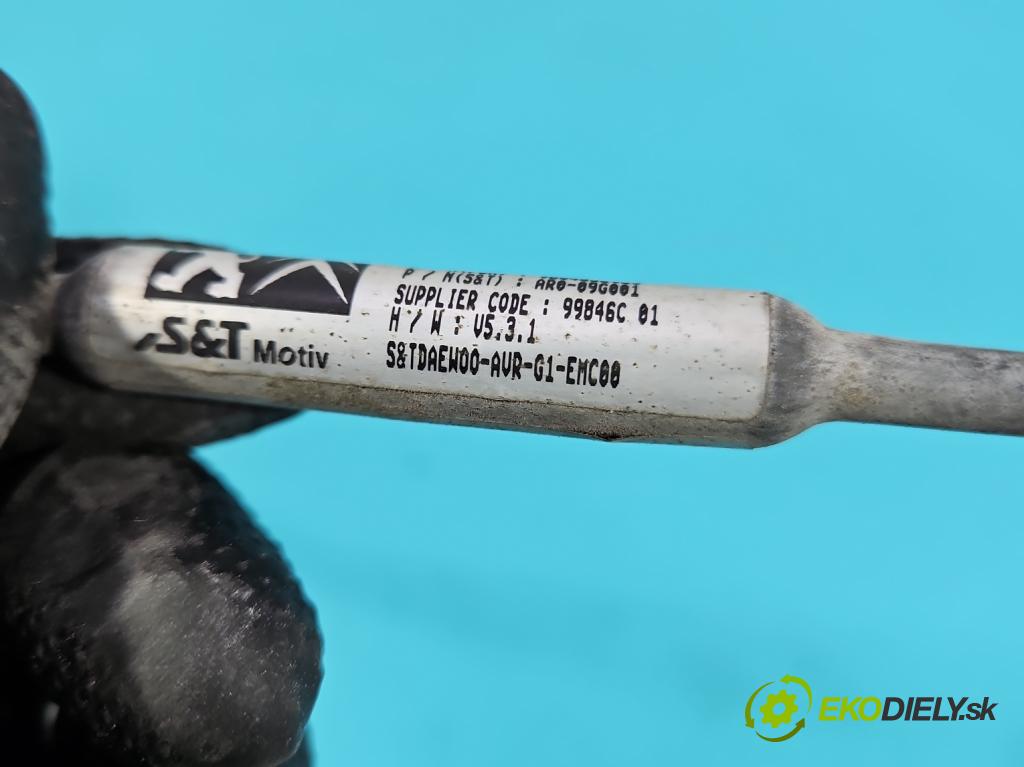 P / N(S&T) : AR0-09G001
SUPPLIER CODE : 99846C 01
H / W : V5.3.1
S&TDAEWOO-AVR-G1-EMC00
S&T Motiv
EKODIELY.sk